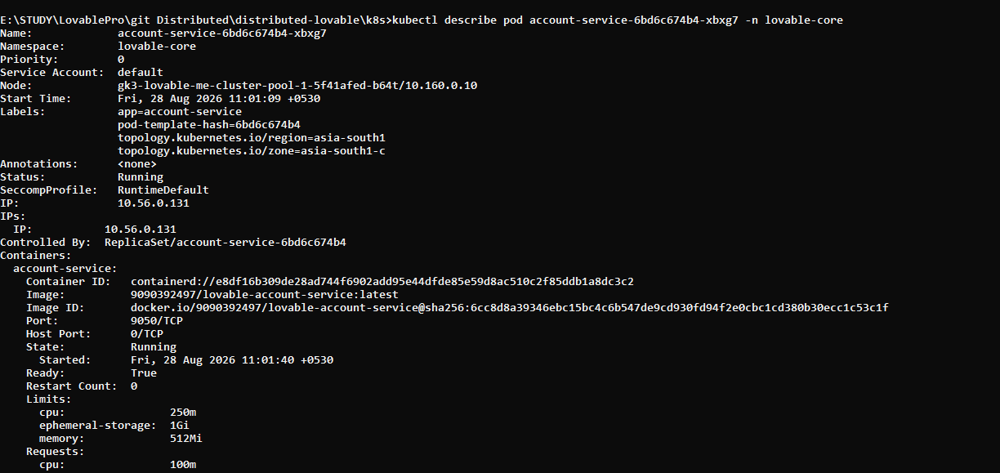 E:\STUDY\LovablePro\git Distributed\distributed-lovable\k8s>kubectl describe pod account-service-6bd6c674b4-xbxg7 -n lovable-core
Name:             account-service-6bd6c674b4-xbxg7
Namespace:        lovable-core
Priority:         0
Service Account:  default
Node:             gk3-lovable-me-cluster-pool-1-5f41afed-b64t/10.160.0.10
Start Time:       Fri, 28 Aug 2026 11:01:09 +0530
Labels:           app=account-service
                  pod-template-hash=6bd6c674b4
                  topology.kubernetes.io/region=asia-south1
                  topology.kubernetes.io/zone=asia-south1-c
Annotations:      <none>
Status:           Running
SeccompProfile:   RuntimeDefault
IP:               10.56.0.131
IPs:
  IP:           10.56.0.131
Controlled By:  ReplicaSet/account-service-6bd6c674b4
Containers:
  account-service:
    Container ID:   containerd://e8df16b309de28ad744f6902add95e44dfde85e59d8ac510c2f85ddb1a8dc3c2
    Image:          9090392497/lovable-account-service:latest
    Image ID:       docker.io/9090392497/lovable-account-service@sha256:6cc8d8a39346ebc15bc4c6b547de9cd930fd94f2e0cbc1cd380b30ecc1c53c1f
    Port:           9050/TCP
    Host Port:      0/TCP
    State:          Running
      Started:      Fri, 28 Aug 2026 11:01:40 +0530
    Ready:          True
    Restart Count:  0
    Limits:
      cpu:                250m
      ephemeral-storage:  1Gi
      memory:             512Mi
    Requests:
      cpu:                100m